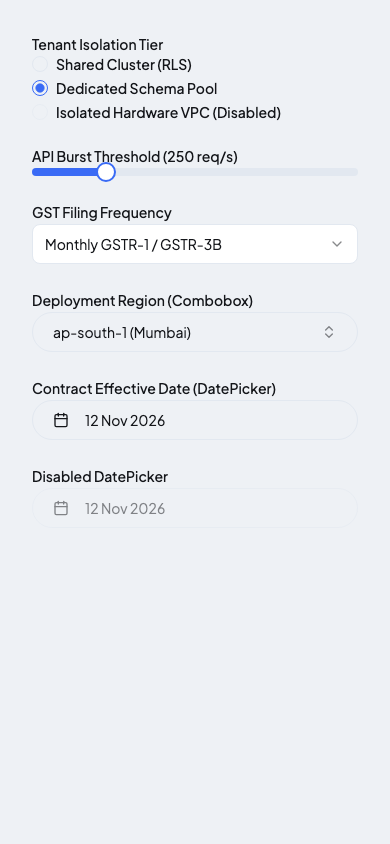 Tenant Isolation Tier
Shared Cluster (RLS)
Dedicated Schema Pool
Isolated Hardware VPC (Disabled)
API Burst Threshold (250 req/s)
GST Filing Frequency
Monthly GSTR-1 / GSTR-3B
Deployment Region (Combobox)
ap-south-1 (Mumbai)
Contract Effective Date (DatePicker)
12 Nov 2026
Disabled DatePicker
12 Nov 2026